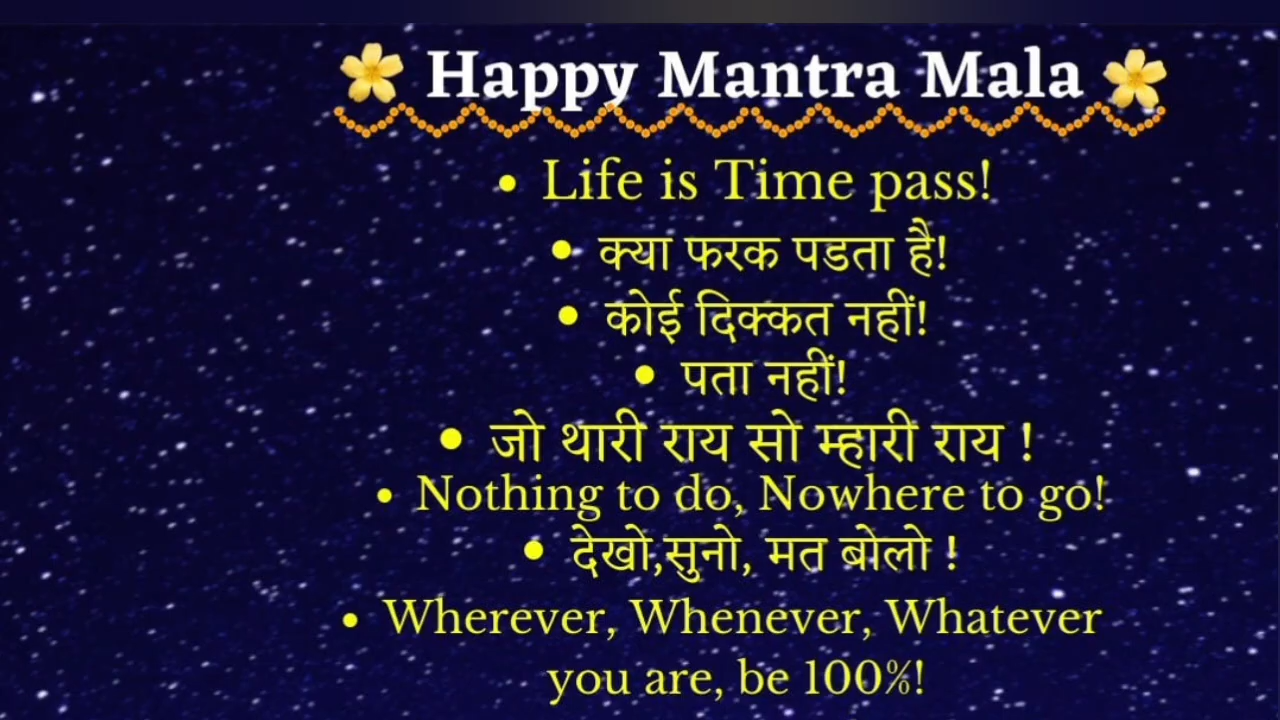 Happy Mantra Mala
• Life is Time pass!
• क्या फरक पडता है!
• कोई दिक्कत नहीं!
• पता नहीं!
• जो थारी राय सो म्हारी राय !
• Nothing to do, Nowhere to go!
• देखो,सुनो, मत बोलो !
• Wherever, Whenever, Whatever
you are, be 100%!